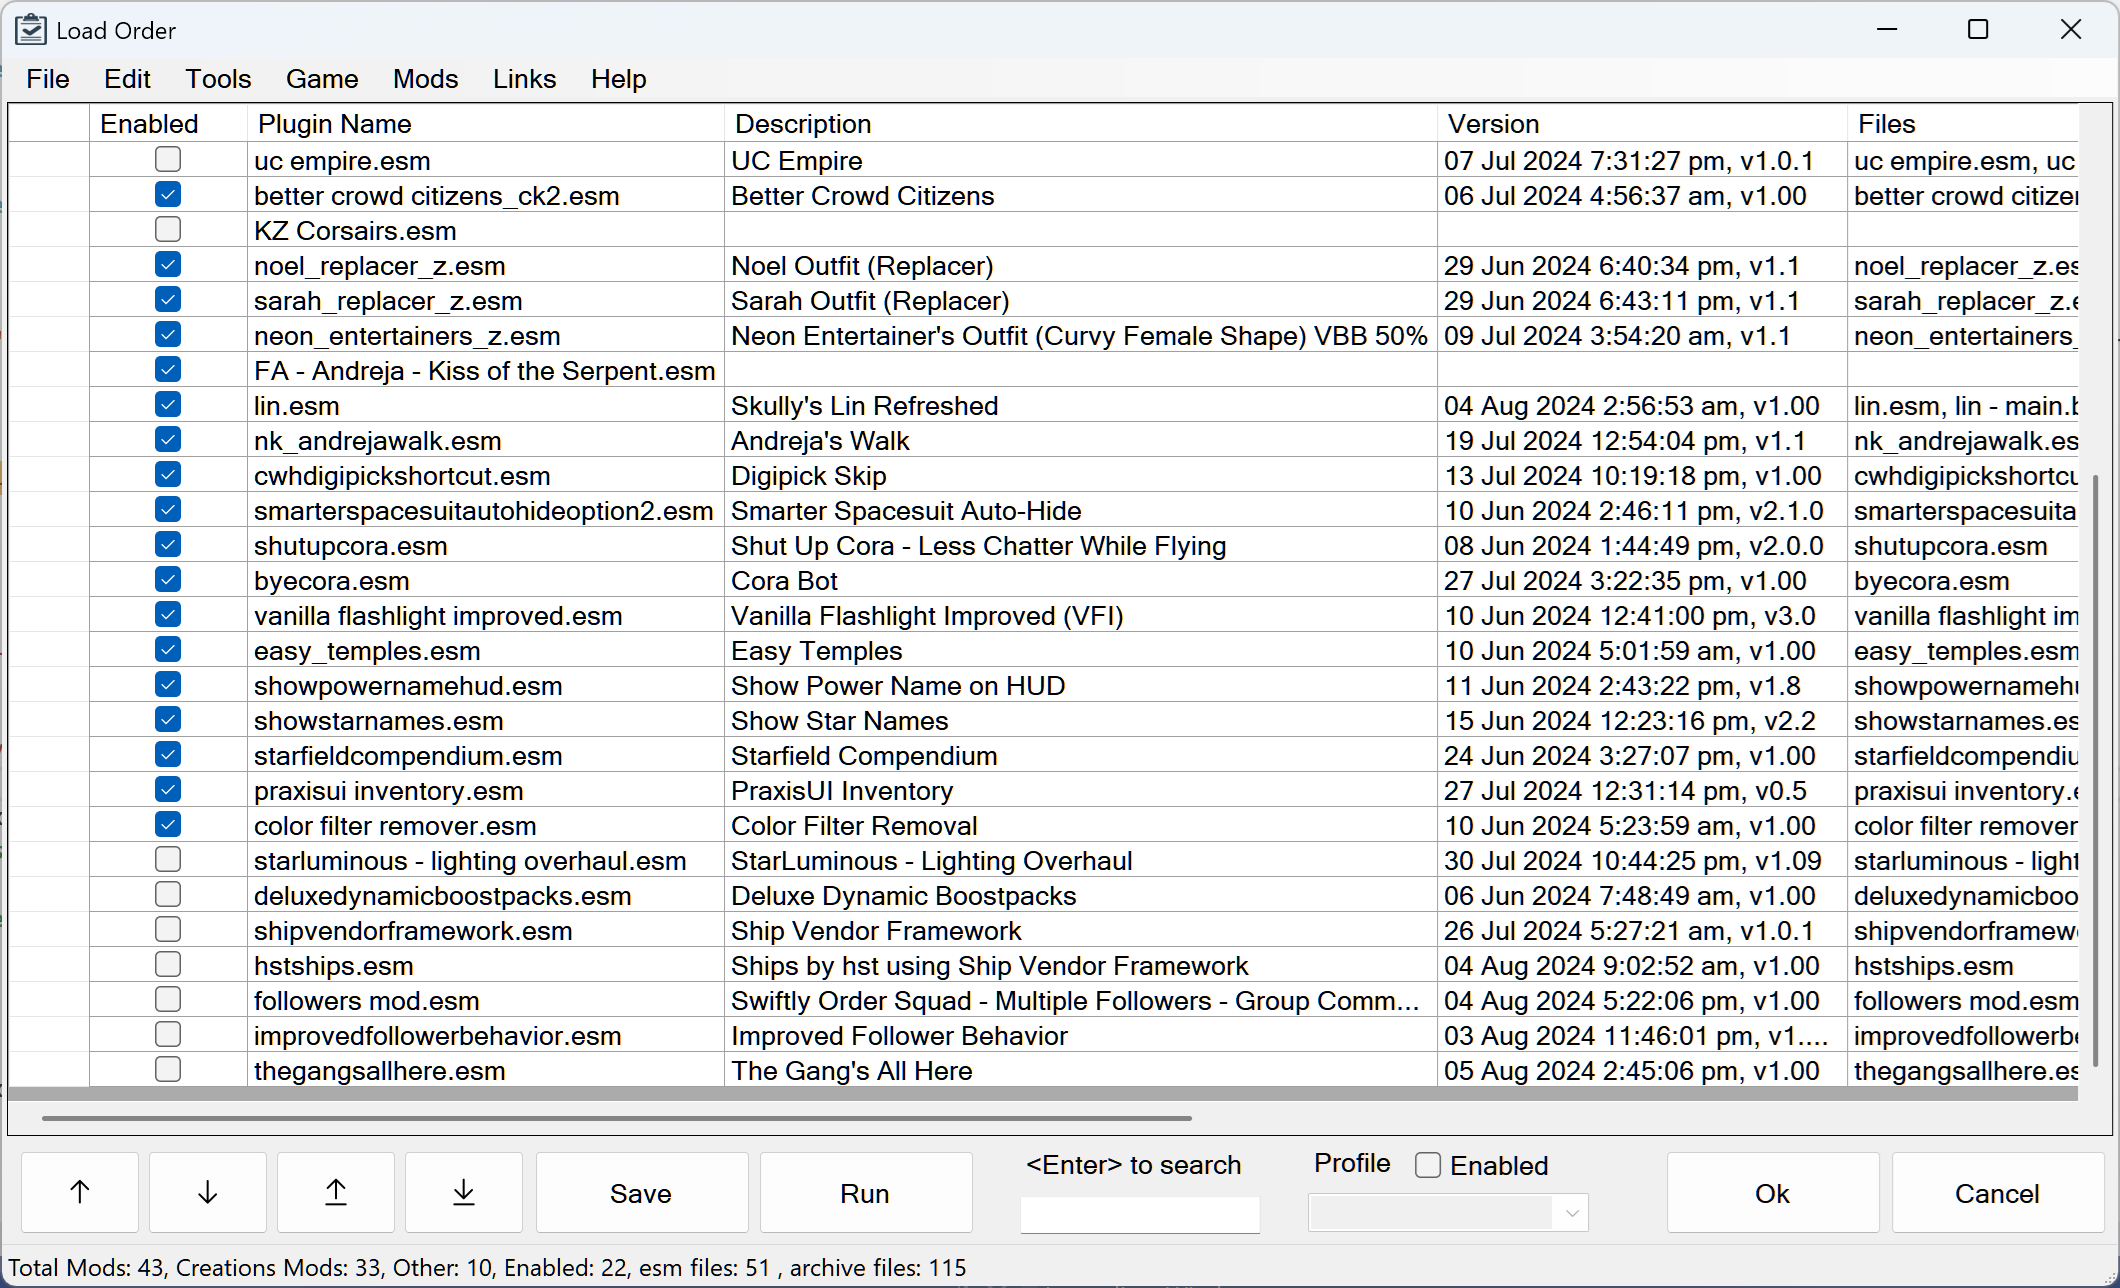 Load Order
File Edit Tools Game Mods Links Help
Enabled Plugin Name Description Version Files
uc empire.esm UC Empire 07 Jul 2024 7:31:27 pm, v1.0.1 uc empire.esm, uc
better crowd citizens_ck2.esm Better Crowd Citizens 06 Jul 2024 4:56:37 am, v1.00 better crowd citize
KZ Corsairs.esm
noel_replacer_z.esm Noel Outfit (Replacer) 29 Jun 2024 6:40:34 pm, v1.1 noel_replacer_z.es
sarah_replacer_z.esm Sarah Outfit (Replacer) 29 Jun 2024 6:43:11 pm, v1.1 sarah_replacer_z.e
neon_entertainers_z.esm Neon Entertainer's Outfit (Curvy Female Shape) VBB 50% 09 Jul 2024 3:54:20 am, v1.1 neon_entertainers_
FA - Andreja - Kiss of the Serpent.esm
lin.esm Skully's Lin Refreshed 04 Aug 2024 2:56:53 am, v1.00 lin.esm, lin - main.b
nk_andrejawalk.esm Andreja's Walk 19 Jul 2024 12:54:04 pm, v1.1 nk_andrejawalk.es
cwhdigipickshortcut.esm Digipick Skip 13 Jul 2024 10:19:18 pm, v1.00 cwhdigipickshortcu
smarterspacesuitautohideoption2.esm Smarter Spacesuit Auto-Hide 10 Jun 2024 2:46:11 pm, v2.1.0 smarterspacesuita
shutupcora.esm Shut Up Cora - Less Chatter While Flying 08 Jun 2024 1:44:49 pm, v2.0.0 shutupcora.esm
byecora.esm Cora Bot 27 Jul 2024 3:22:35 pm, v1.00 byecora.esm
vanilla flashlight improved.esm Vanilla Flashlight Improved (VFI) 10 Jun 2024 12:41:00 pm, v3.0 vanilla flashlight im
easy_temples.esm Easy Temples 10 Jun 2024 5:01:59 am, v1.00 easy_temples.esm
showpowernamehud.esm Show Power Name on HUD 11 Jun 2024 2:43:22 pm, v1.8 showpowernamehu
showstarnames.esm Show Star Names 15 Jun 2024 12:23:16 pm, v2.2 showstarnames.es
starfieldcompendium.esm Starfield Compendium 24 Jun 2024 3:27:07 pm, v1.00 starfieldcompendiu
praxisui inventory.esm PraxisUI Inventory 27 Jul 2024 12:31:14 pm, v0.5 praxisui inventory.e
color filter remover.esm Color Filter Removal 10 Jun 2024 5:23:59 am, v1.00 color filter remover
starluminous - lighting overhaul.esm StarLuminous - Lighting Overhaul 30 Jul 2024 10:44:25 pm, v1.09 starluminous - light
deluxedynamicboostpacks.esm Deluxe Dynamic Boostpacks 06 Jun 2024 7:48:49 am, v1.00 deluxedynamicboo
shipvendorframework.esm Ship Vendor Framework 26 Jul 2024 5:27:21 am, v1.0.1 shipvendorframew
hstships.esm Ships by hst using Ship Vendor Framework 04 Aug 2024 9:02:52 am, v1.00 hstships.esm
followers mod.esm Swiftly Order Squad - Multiple Followers - Group Comm... 04 Aug 2024 5:22:06 pm, v1.00 followers mod.esm
improvedfollowerbehavior.esm Improved Follower Behavior 03 Aug 2024 11:46:01 pm, v1.... improvedfollowerbe
thegangsallhere.esm The Gang's All Here 05 Aug 2024 2:45:06 pm, v1.00 thegangsallhere.es
<Enter> to search Profile Enabled
Save Run Ok Cancel
Total Mods: 43, Creations Mods: 33, Other: 10, Enabled: 22, esm files: 51 , archive files: 115